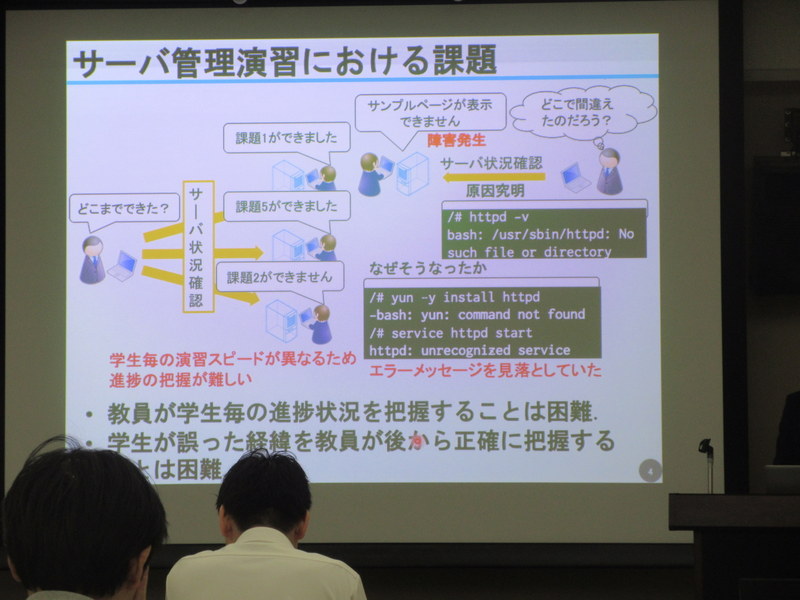 サーバ管理演習における課題
サンプルページが表示
できません
どこで間違え
たのだろう？
課題1ができました
障害発生
サーバ状況確認
原因究明
どこまでできた？
サーバ状況確認
課題5ができました
課題2ができません
/# httpd -v
bash: /usr/sbin/httpd: No
such file or directory
なぜそうなったか
/# yun -y install httpd
-bash: yun: command not found
/# service httpd start
httpd: unrecognized service
エラーメッセージを見落としていた
学生毎の演習スピードが異なるため
進捗の把握が難しい
• 教員が学生毎の進捗状況を把握することは困難.
• 学生が誤った経緯を教員が後から正確に把握する
とは困難
4